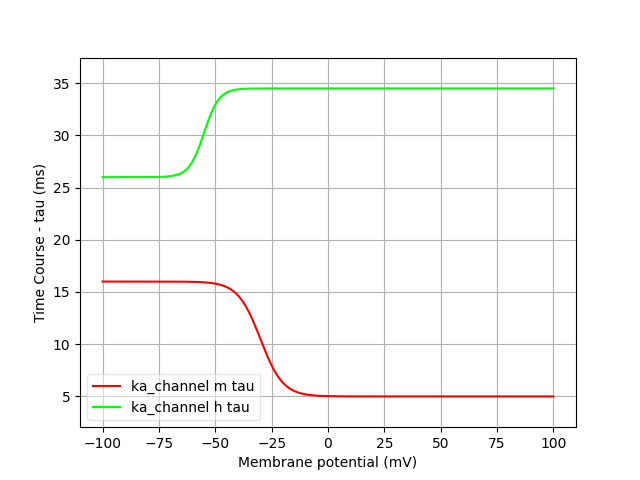 35
30
25
20
15
10
5
Time Course - tau (ms)
ka_channel m tau
ka_channel h tau
−100 −75 −50 −25 0 25 50 75 100
Membrane potential (mV)